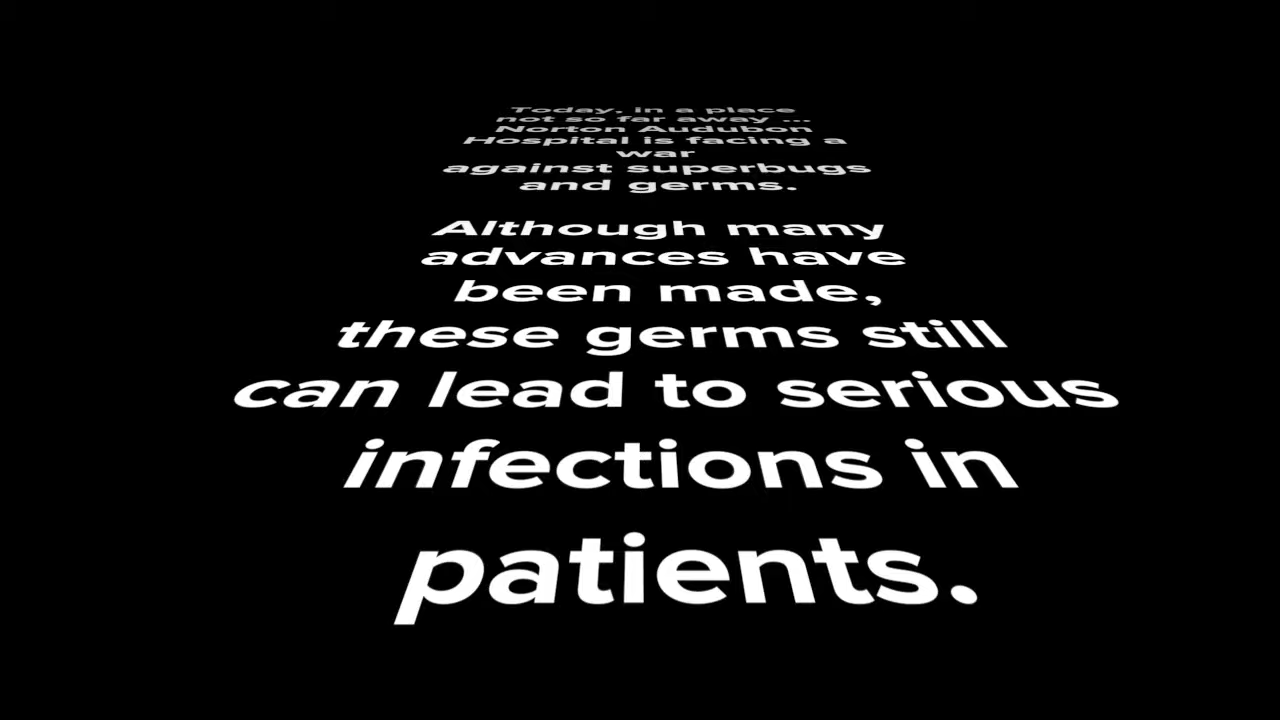 Today, in a place
not so far away ...
Norton Audubon
Hospital is facing a
war
against superbugs
and germs.
Although many
advances have
been made,
these germs still
can lead to serious
infections in
patients.